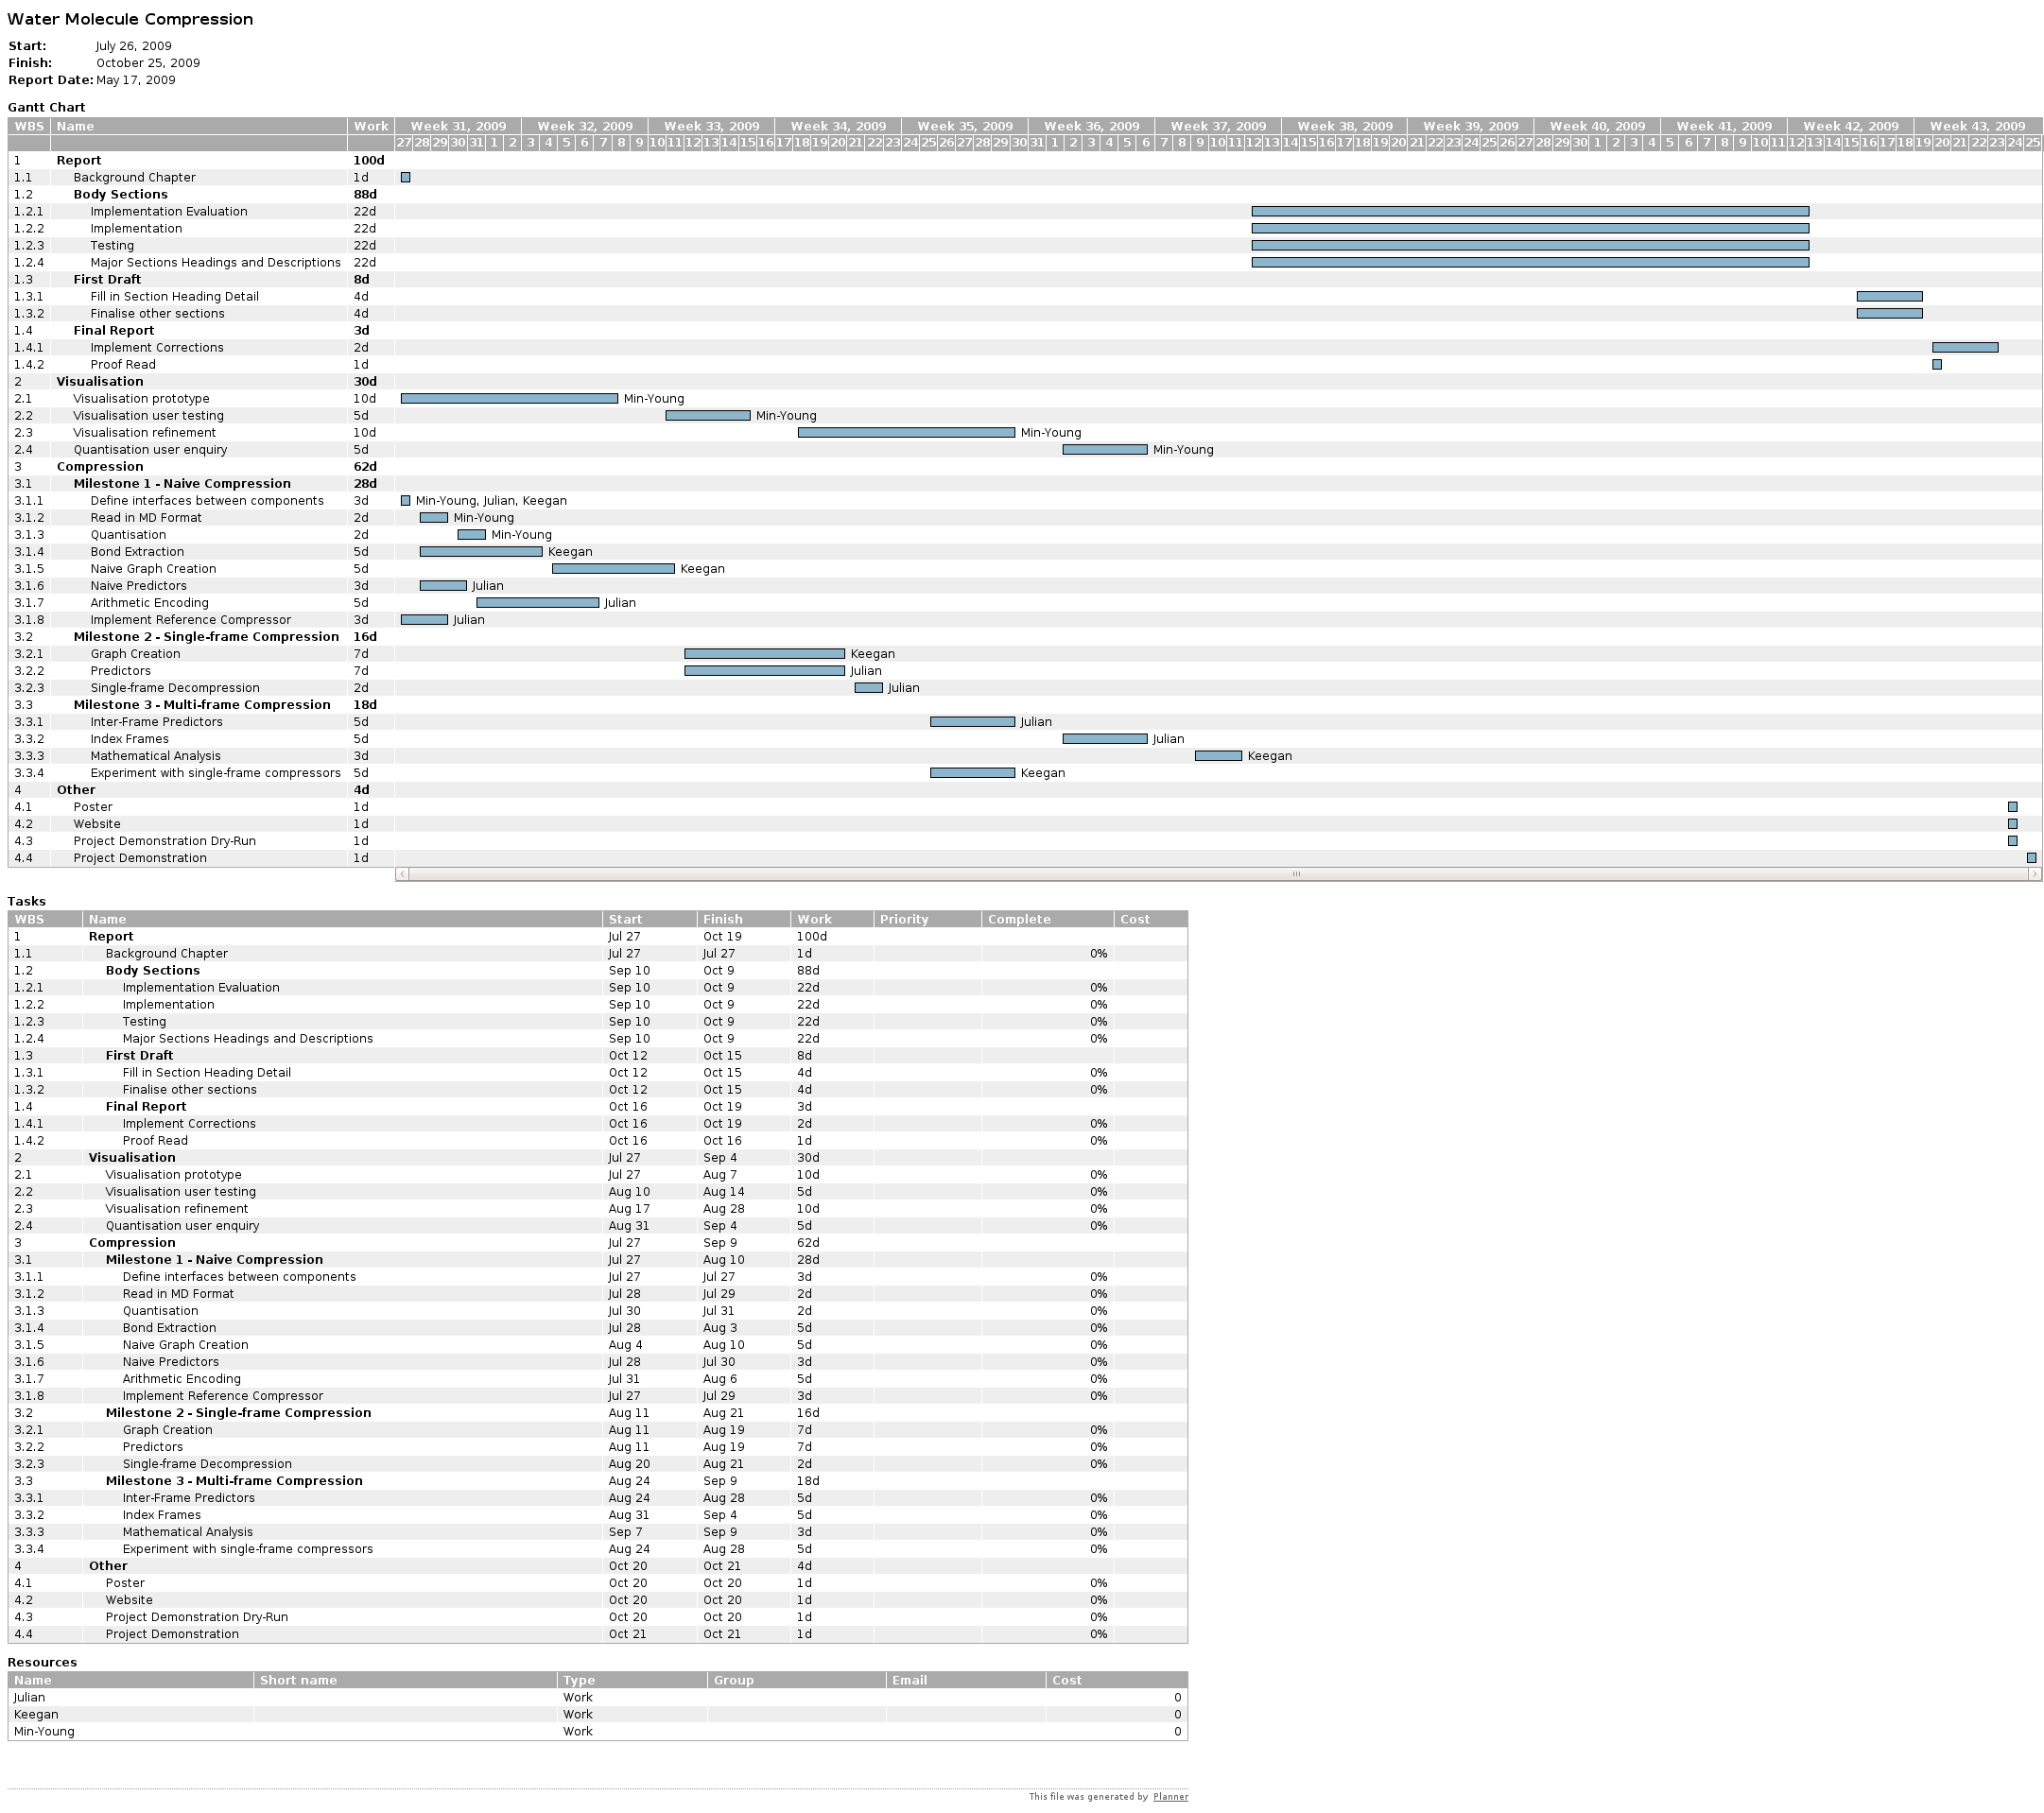 Water Molecule Compression
Start: July 26, 2009
Finish: October 25, 2009
Report Date: May 17, 2009
Gantt Chart
WBS Name Work Week 31, 2009 Week 32, 2009 Week 33, 2009 Week 34, 2009 Week 35, 2009 Week 36, 2009 Week 37, 2009 Week 38, 2009 Week 39, 2009 Week 40, 2009 Week 41, 2009 Week 42, 2009 Week 43, 2009
27 28 29 30 31 1 2 3 4 5 6 7 8 9 10 11 12 13 14 15 16 17 18 19 20 21 22 23 24 25 26 27 28 29 30 31 1 2 3 4 5 6 7 8 9 10 11 12 13 14 15 16 17 18 19 20 21 22 23 24 25 26 27 28 29 30 1 2 3 4 5 6 7 8 9 10 11 12 13 14 15 16 17 18 19 20 21 22 23 24 25
1 Report 100d
1.1 Background Chapter 1d
1.2 Body Sections 88d
1.2.1 Implementation Evaluation 22d
1.2.2 Implementation 22d
1.2.3 Testing 22d
1.2.4 Major Sections Headings and Descriptions 22d
1.3 First Draft 8d
1.3.1 Fill in Section Heading Detail 4d
1.3.2 Finalise other sections 4d
1.4 Final Report 3d
1.4.1 Implement Corrections 2d
1.4.2 Proof Read 1d
2 Visualisation 30d
2.1 Visualisation prototype 10d Min-Young
2.2 Visualisation user testing 5d Min-Young
2.3 Visualisation refinement 10d Min-Young
2.4 Quantisation user enquiry 5d Min-Young
3 Compression 62d
3.1 Milestone 1 - Naive Compression 28d
3.1.1 Define interfaces between components 3d Min-Young, Julian, Keegan
3.1.2 Read in MD Format 2d Min-Young
3.1.3 Quantisation 2d Min-Young
3.1.4 Bond Extraction 5d Keegan
3.1.5 Naive Graph Creation 5d Keegan
3.1.6 Naive Predictors 3d Julian
3.1.7 Arithmetic Encoding 5d Julian
3.1.8 Implement Reference Compressor 3d Julian
3.2 Milestone 2 - Single-frame Compression 16d
3.2.1 Graph Creation 7d Keegan
3.2.2 Predictors 7d Julian
3.2.3 Single-frame Decompression 2d Julian
3.3 Milestone 3 - Multi-frame Compression 18d
3.3.1 Inter-Frame Predictors 5d Julian
3.3.2 Index Frames 5d Julian
3.3.3 Mathematical Analysis 3d Keegan
3.3.4 Experiment with single-frame compressors 5d Keegan
4 Other 4d
4.1 Poster 1d
4.2 Website 1d
4.3 Project Demonstration Dry-Run 1d
4.4 Project Demonstration 1d
Tasks
WBS Name Start Finish Work Priority Complete Cost
1 Report Jul 27 Oct 19 100d
1.1 Background Chapter Jul 27 Jul 27 1d 0%
1.2 Body Sections Sep 10 Oct 9 88d
1.2.1 Implementation Evaluation Sep 10 Oct 9 22d 0%
1.2.2 Implementation Sep 10 Oct 9 22d 0%
1.2.3 Testing Sep 10 Oct 9 22d 0%
1.2.4 Major Sections Headings and Descriptions Sep 10 Oct 9 22d 0%
1.3 First Draft Oct 12 Oct 15 8d
1.3.1 Fill in Section Heading Detail Oct 12 Oct 15 4d 0%
1.3.2 Finalise other sections Oct 12 Oct 15 4d 0%
1.4 Final Report Oct 16 Oct 19 3d
1.4.1 Implement Corrections Oct 16 Oct 19 2d 0%
1.4.2 Proof Read Oct 16 Oct 16 1d 0%
2 Visualisation Jul 27 Sep 4 30d
2.1 Visualisation prototype Jul 27 Aug 7 10d 0%
2.2 Visualisation user testing Aug 10 Aug 14 5d 0%
2.3 Visualisation refinement Aug 17 Aug 28 10d 0%
2.4 Quantisation user enquiry Aug 31 Sep 4 5d 0%
3 Compression Jul 27 Sep 9 62d
3.1 Milestone 1 - Naive Compression Jul 27 Aug 10 28d
3.1.1 Define interfaces between components Jul 27 Jul 27 3d 0%
3.1.2 Read in MD Format Jul 28 Jul 29 2d 0%
3.1.3 Quantisation Jul 30 Jul 31 2d 0%
3.1.4 Bond Extraction Jul 28 Aug 3 5d 0%
3.1.5 Naive Graph Creation Aug 4 Aug 10 5d 0%
3.1.6 Naive Predictors Jul 28 Jul 30 3d 0%
3.1.7 Arithmetic Encoding Jul 31 Aug 6 5d 0%
3.1.8 Implement Reference Compressor Jul 27 Jul 29 3d 0%
3.2 Milestone 2 - Single-frame Compression Aug 11 Aug 21 16d
3.2.1 Graph Creation Aug 11 Aug 19 7d 0%
3.2.2 Predictors Aug 11 Aug 19 7d 0%
3.2.3 Single-frame Decompression Aug 20 Aug 21 2d 0%
3.3 Milestone 3 - Multi-frame Compression Aug 24 Sep 9 18d
3.3.1 Inter-Frame Predictors Aug 24 Aug 28 5d 0%
3.3.2 Index Frames Aug 31 Sep 4 5d 0%
3.3.3 Mathematical Analysis Sep 7 Sep 9 3d 0%
3.3.4 Experiment with single-frame compressors Aug 24 Aug 28 5d 0%
4 Other Oct 20 Oct 21 4d
4.1 Poster Oct 20 Oct 20 1d 0%
4.2 Website Oct 20 Oct 20 1d 0%
4.3 Project Demonstration Dry-Run Oct 20 Oct 20 1d 0%
4.4 Project Demonstration Oct 21 Oct 21 1d 0%
Resources
Name Short name Type Group Email Cost
Julian Work 0
Keegan Work 0
Min-Young Work 0
This file was generated by Planner